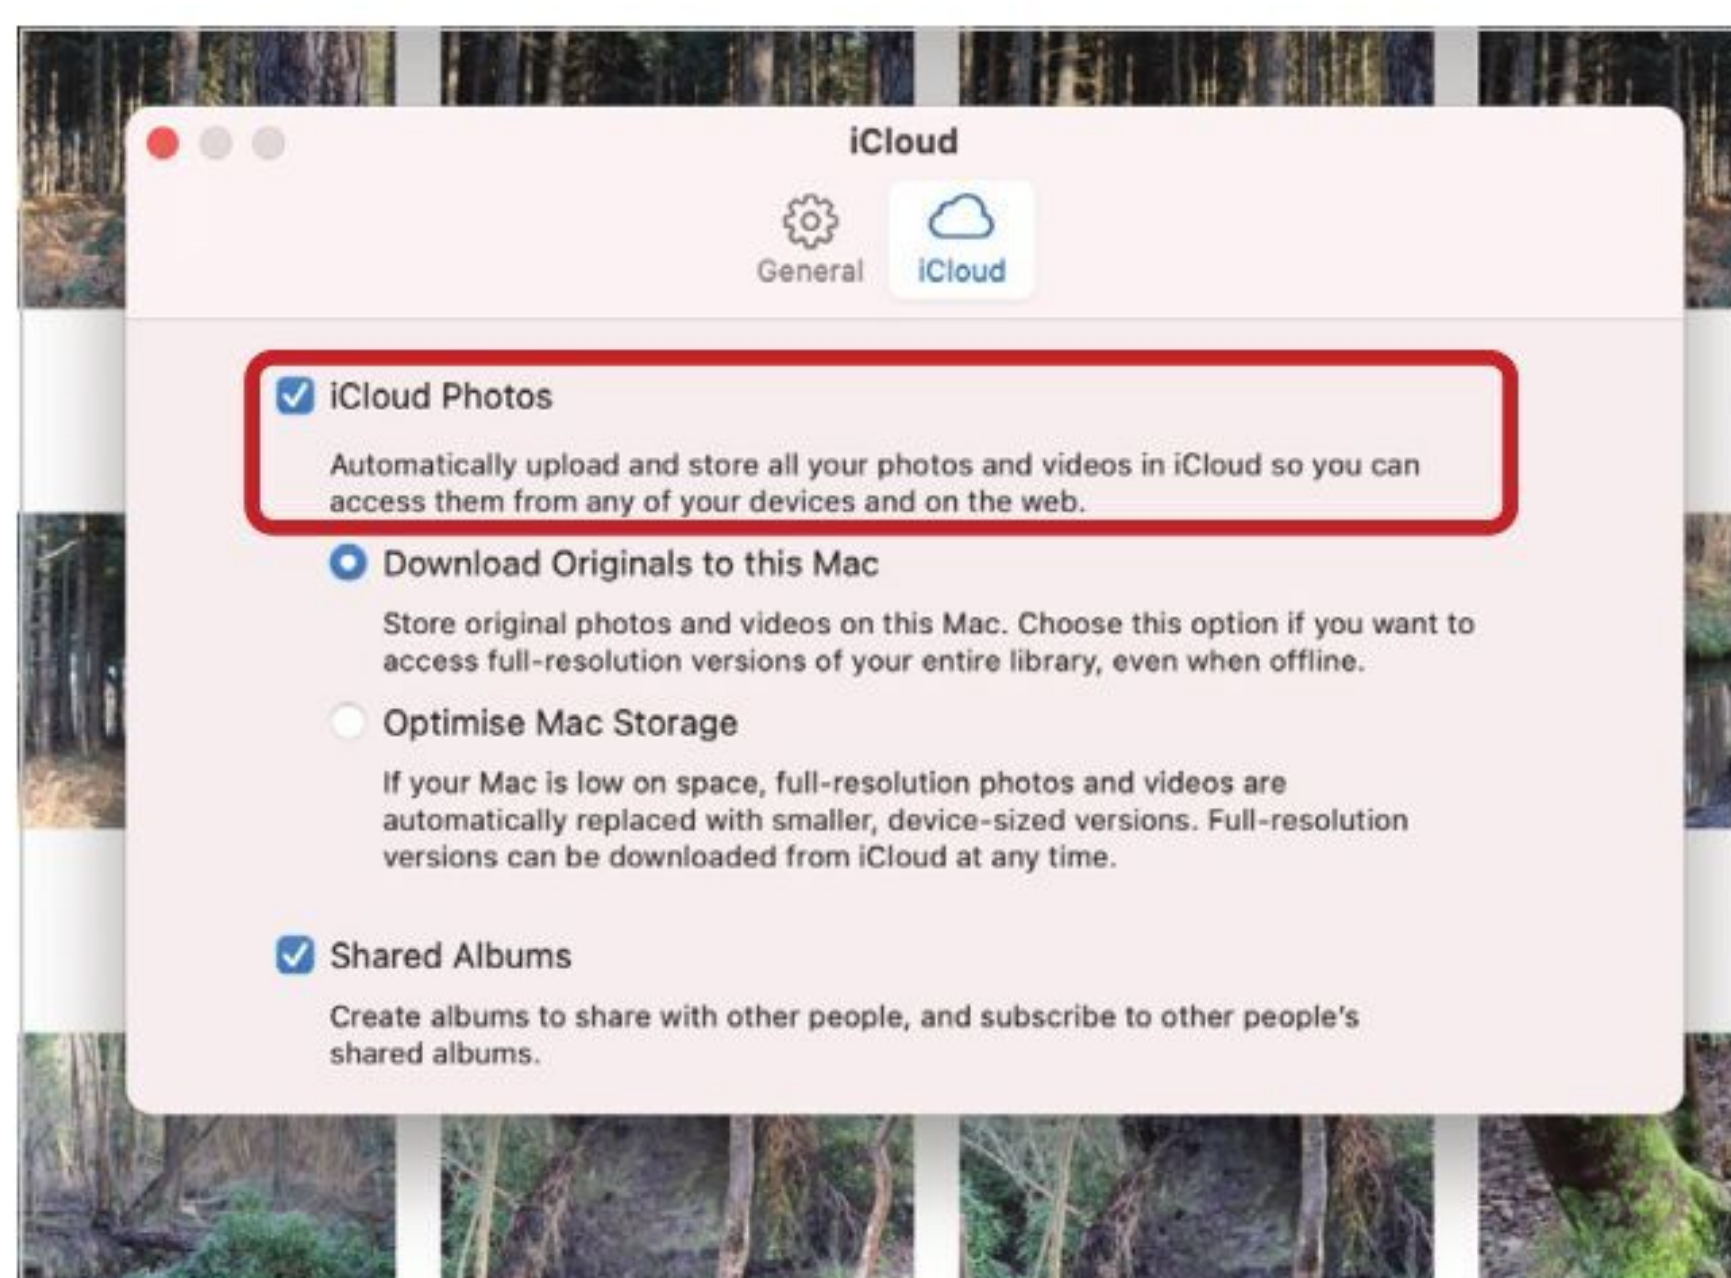 iCloud
General
iCloud
iCloud Photos
Automatically upload and store all your photos and videos in iCloud so you can
access them from any of your devices and on the web.
Download Originals to this Mac
Store original photos and videos on this Mac. Choose this option if you want to
access full-resolution versions of your entire library, even when offline.
Optimise Mac Storage
If your Mac is low on space, full-resolution photos and videos are
automatically replaced with smaller, device-sized versions. Full-resolution
versions can be downloaded from iCloud at any time.
Shared Albums
Create albums to share with other people, and subscribe to other people's
shared albums.